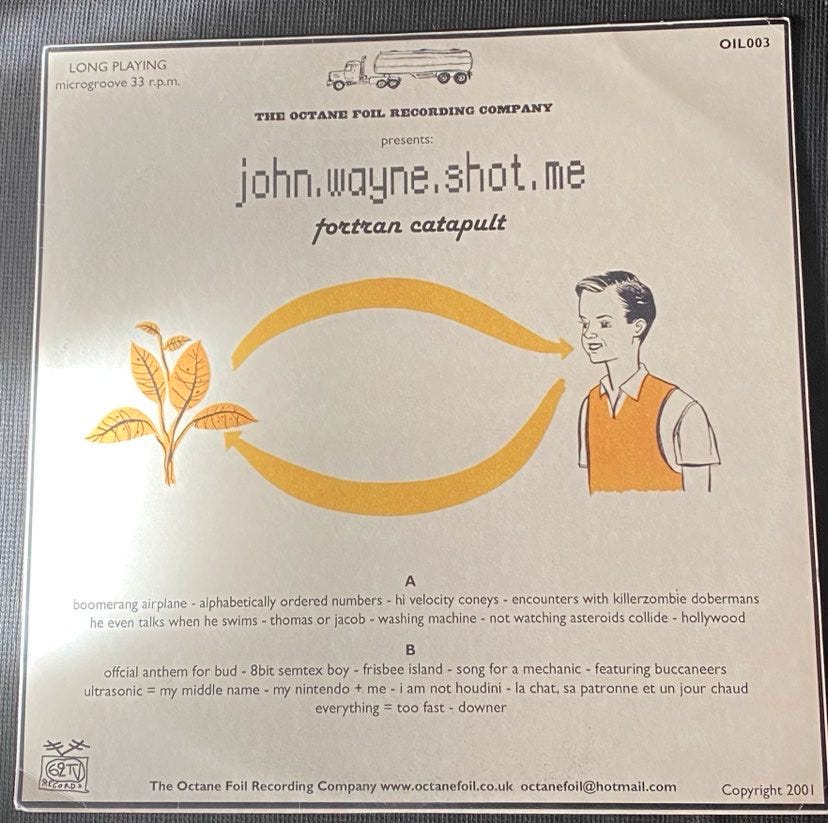 LONG PLAYING
microgroove 33 r.p.m.
OIL003
THE OCTANE FOIL RECORDING COMPANY
presents:
john.wayne.shot.me
fortran catapult
A
boomerang airplane - alphabetically ordered numbers - hi velocity coneys - encounters with killerzombie dobermans
he even talks when he swims - thomas or jacob - washing machine - not watching asteroids collide - hollywood
B
offcial anthem for bud - 8bit semtex boy - frisbee island - song for a mechanic - featuring buccaneers
ultrasonic = my middle name - my nintendo + me - i am not houdini - la chat, sa patronne et un jour chaud
everything = too fast - downer
62TV
RECORDS
The Octane Foil Recording Company www.octanefoil.co.uk octanefoil@hotmail.com
Copyright 2001